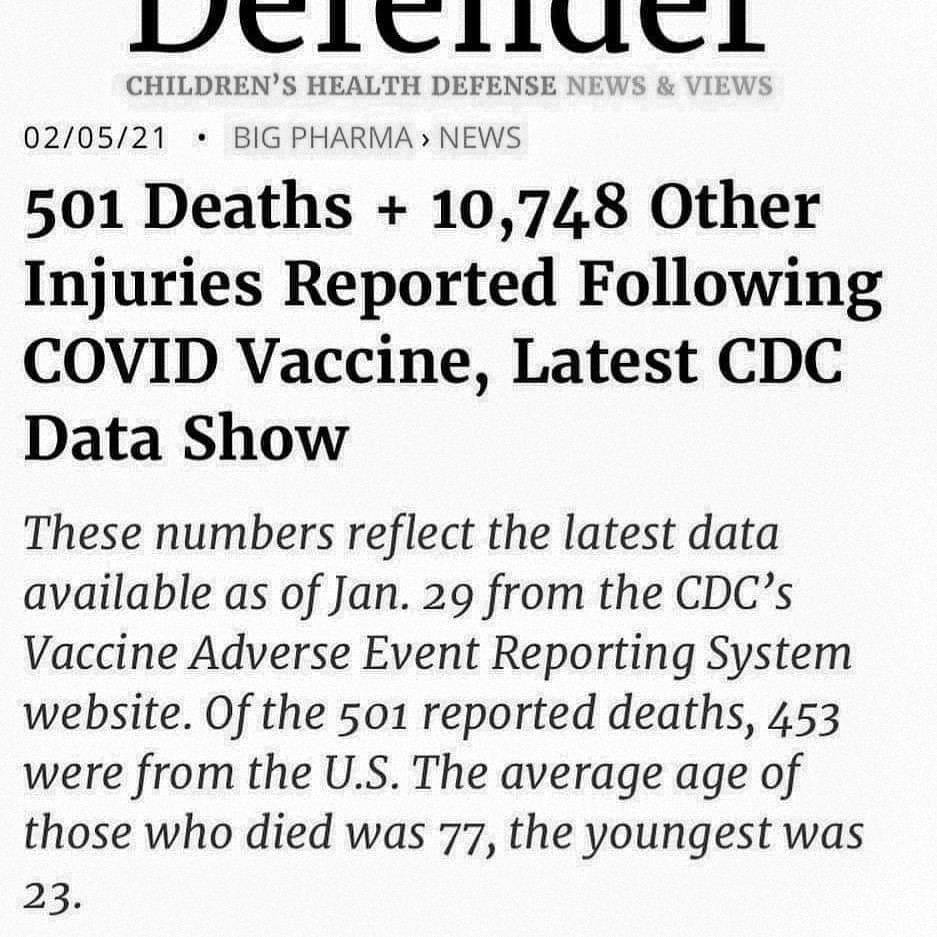 Defender
CHILDREN'S HEALTH DEFENSE NEWS & VIEWS
02/05/21 • BIG PHARMA › NEWS
501 Deaths + 10,748 Other
Injuries Reported Following
COVID Vaccine, Latest CDC
Data Show
These numbers reflect the latest data
available as of Jan. 29 from the CDC’s
Vaccine Adverse Event Reporting System
website. Of the 501 reported deaths, 453
were from the U.S. The average age of
those who died was 77, the youngest was
23.